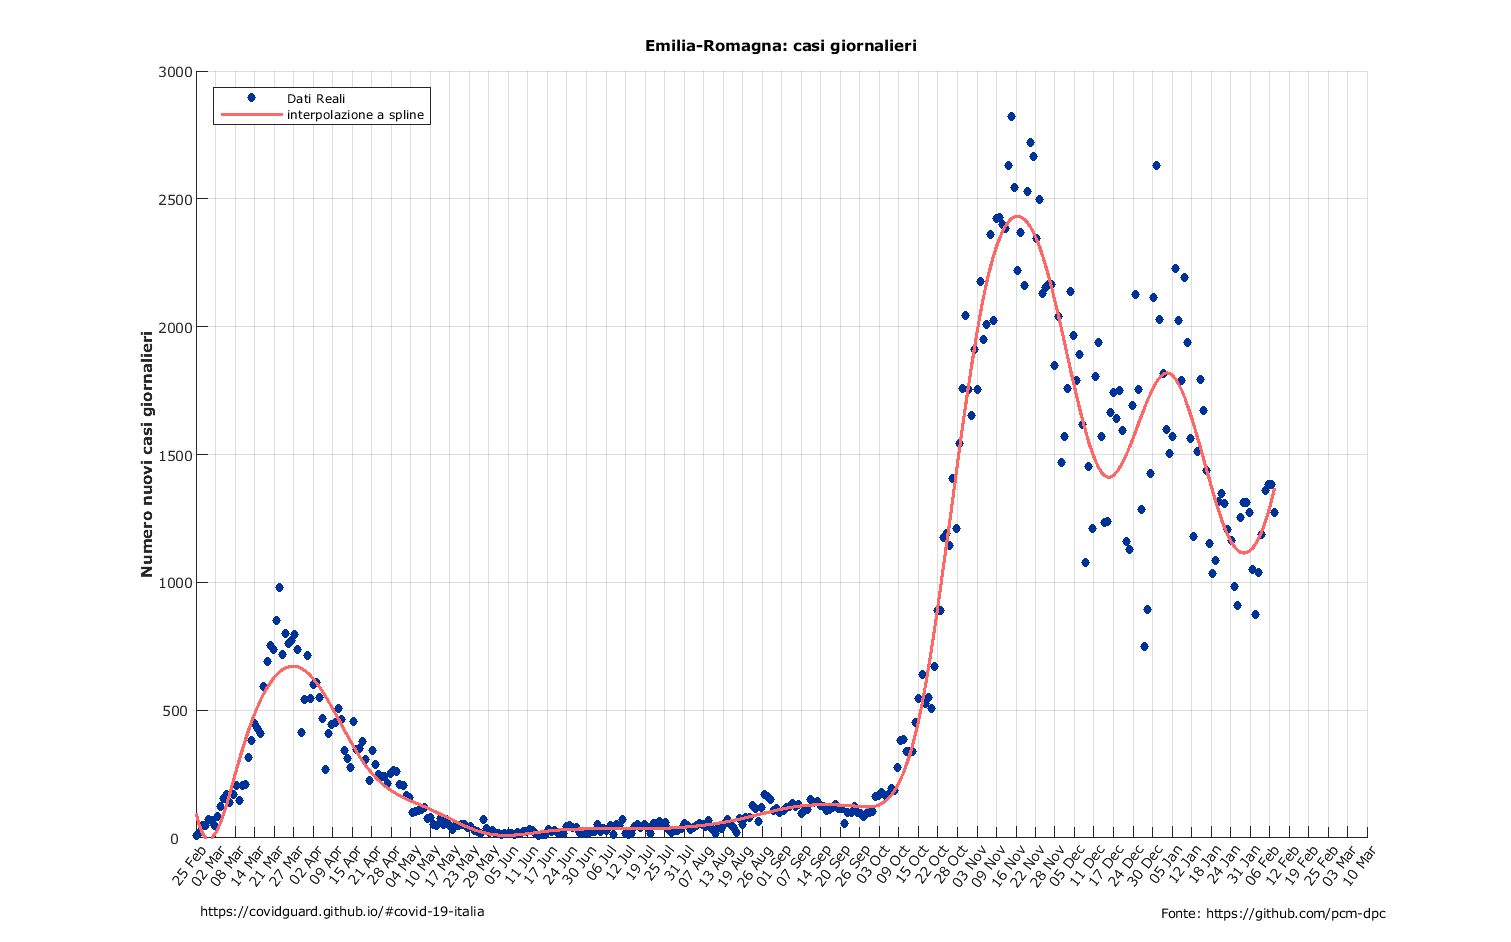 Emilia-Romagna: casi giornalieri
Dati Reali
interpolazione a spline
Numero nuovi casi giornalieri
3000
2500
2000
1500
1000
500
0
25 Feb
02 Mar
08 Mar
14 Mar
21 Mar
27 Mar
02 Apr
09 Apr
15 Apr
21 Apr
28 Apr
04 May
10 May
17 May
23 May
29 May
05 Jun
11 Jun
17 Jun
24 Jun
30 Jun
06 Jul
12 Jul
19 Jul
25 Jul
31 Jul
07 Aug
13 Aug
19 Aug
26 Aug
01 Sep
07 Sep
14 Sep
20 Sep
26 Sep
03 Oct
09 Oct
15 Oct
22 Oct
28 Oct
03 Nov
09 Nov
16 Nov
22 Nov
28 Nov
05 Dec
11 Dec
17 Dec
24 Dec
30 Dec
05 Jan
12 Jan
18 Jan
24 Jan
31 Jan
06 Feb
12 Feb
19 Feb
25 Feb
03 Mar
10 Mar
https://covidguard.github.io/#covid-19-italia
Fonte: https://github.com/pcm-dpc